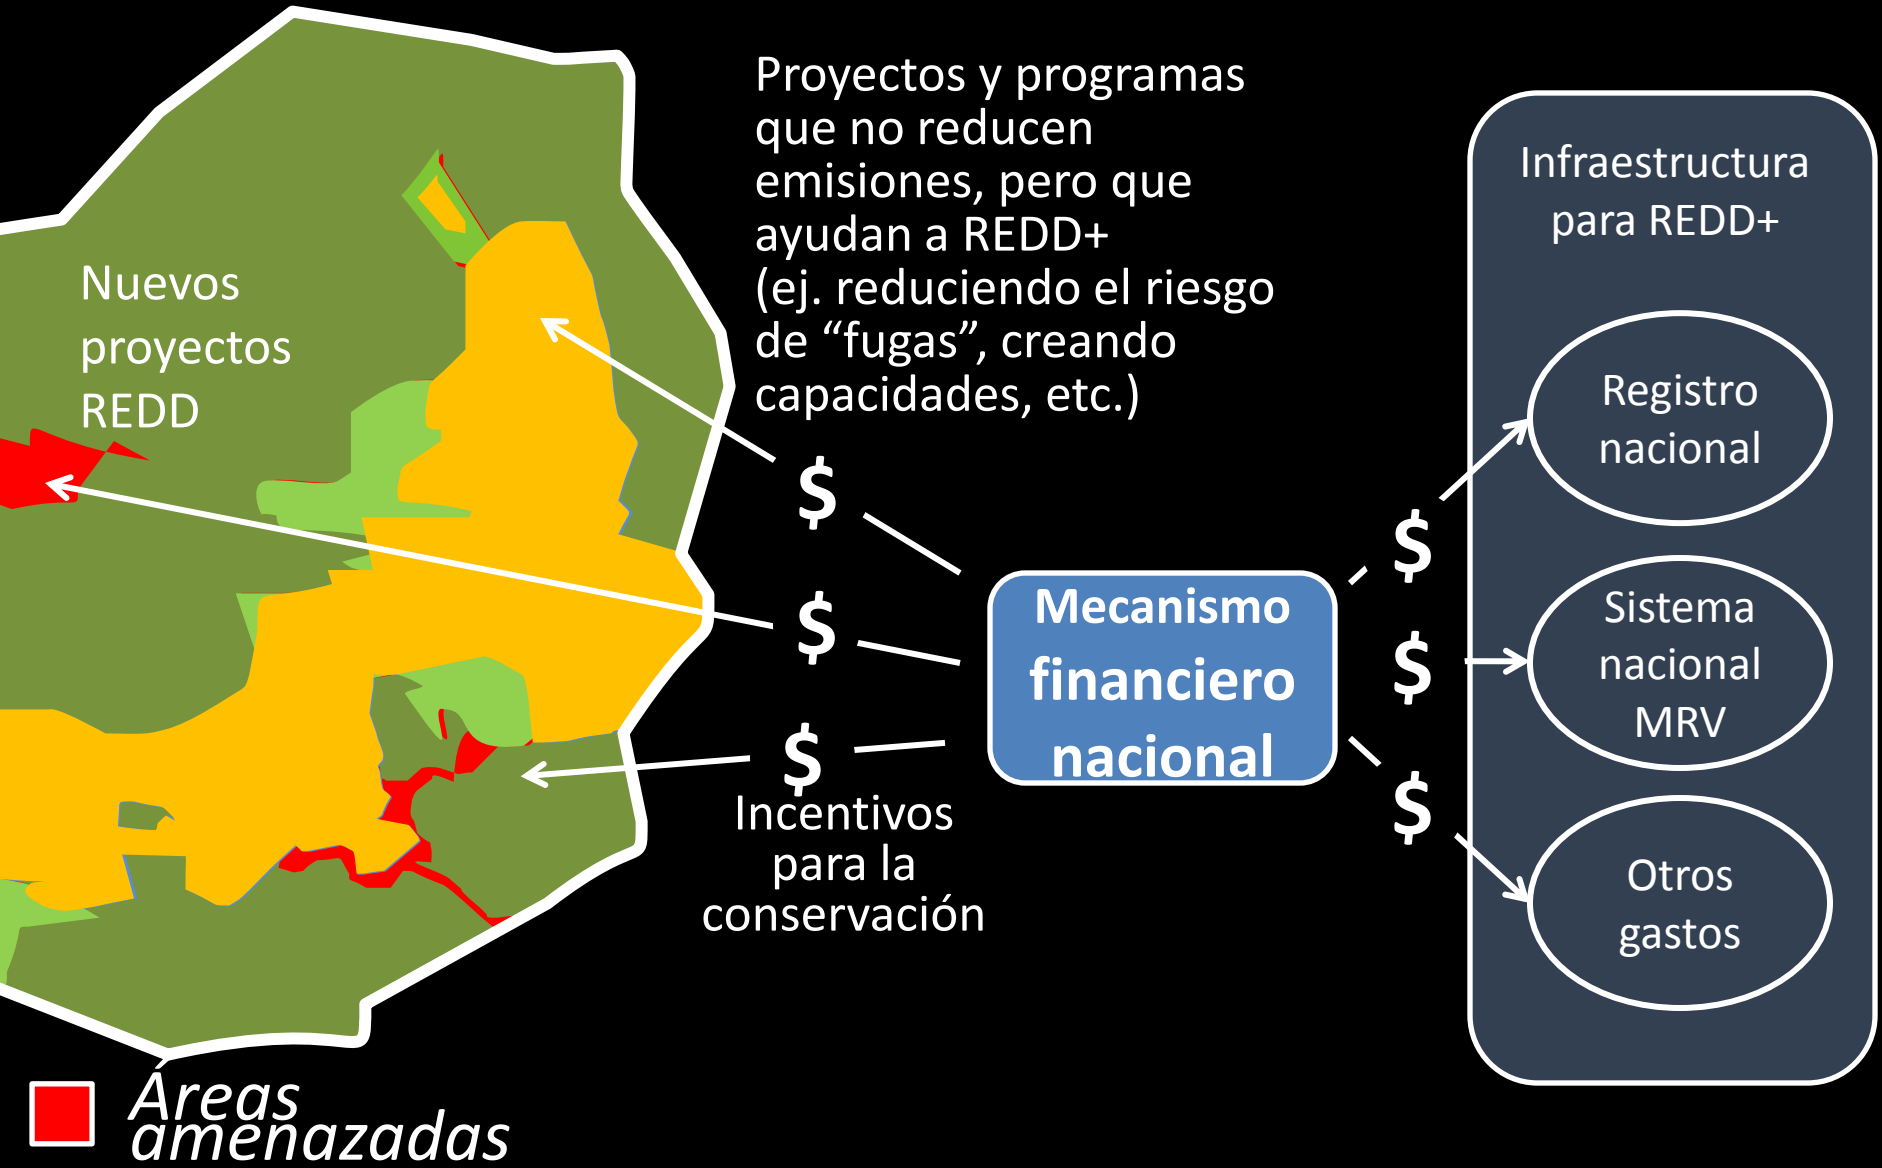 Proyectos y programas
que no reducen
emisiones, pero que
ayudan a REDD+
(ej. reduciendo el riesgo
de “fugas”, creando
capacidades, etc.)
Nuevos
proyectos
REDD
$
$
$
Incentivos
para la
conservación
Mecanismo
financiero
nacional
$
$
$
Infraestructura
para REDD+
Registro
nacional
Sistema
nacional
MRV
Otros
gastos
Áreas
amenazadas